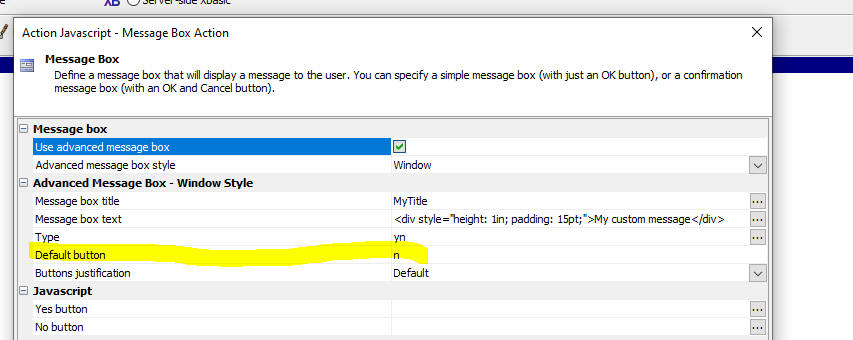 Server-side Xbasic
Action Javascript - Message Box Action
Message Box
Define a message box that will display a message to the user. You can specify a simple message box (with just an OK button), or a confirmation
message box (with an OK and Cancel button).
Message box
Use advanced message box
Advanced message box style Window
Advanced Message Box - Window Style
Message box title MyTitle ...
Message box text <div style="height: 1in; padding: 15pt;">My custom message</div> ...
Type yn ...
Default button n
Buttons justification Default
Javascript
Yes button ...
No button ...